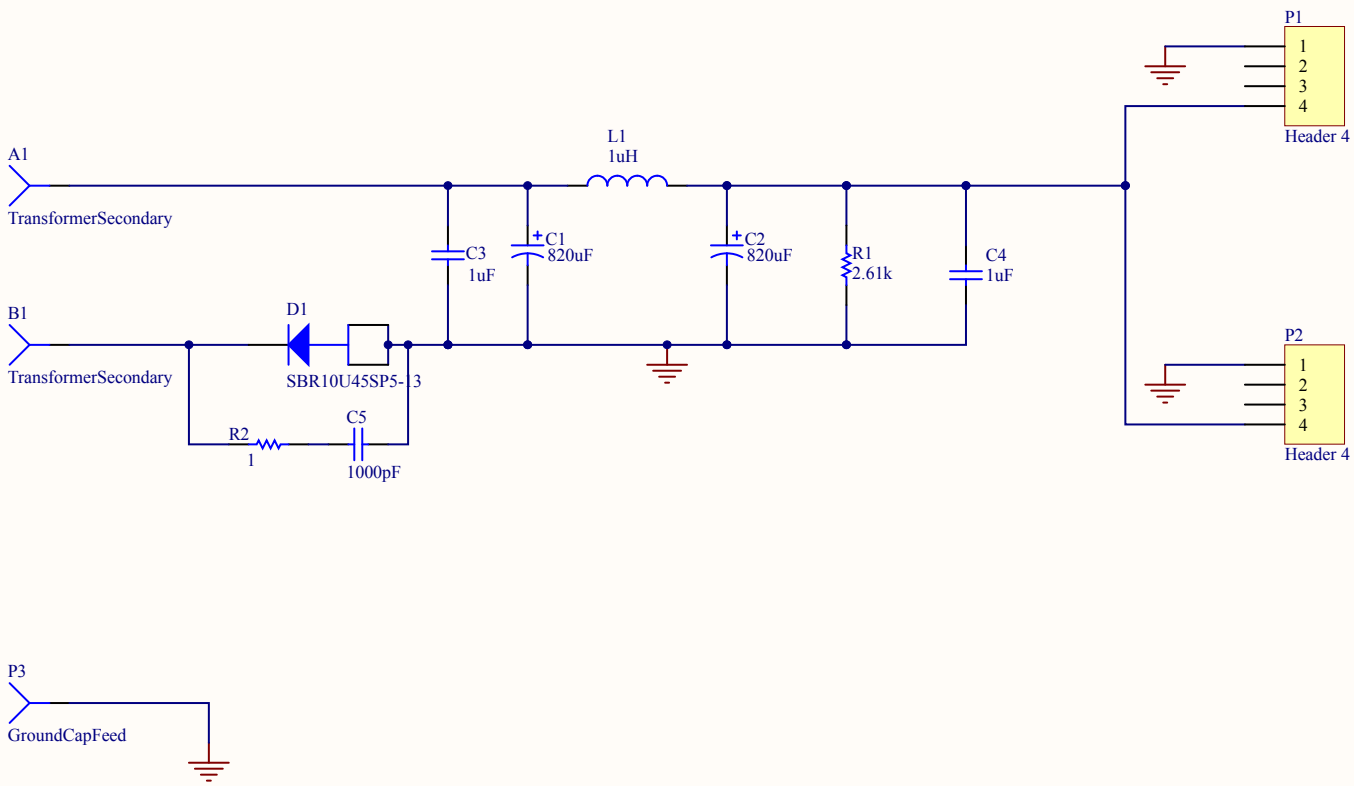 P1
1
2
3
4
Header 4
A1
TransformerSecondary
L1
1uH
C3
1uF
+
C1
820uF
+
C2
820uF
R1
2.61k
C4
1uF
B1
TransformerSecondary
D1
SBR10U45SP5-13
R2
1
C5
1000pF
P2
1
2
3
4
Header 4
P3
GroundCapFeed